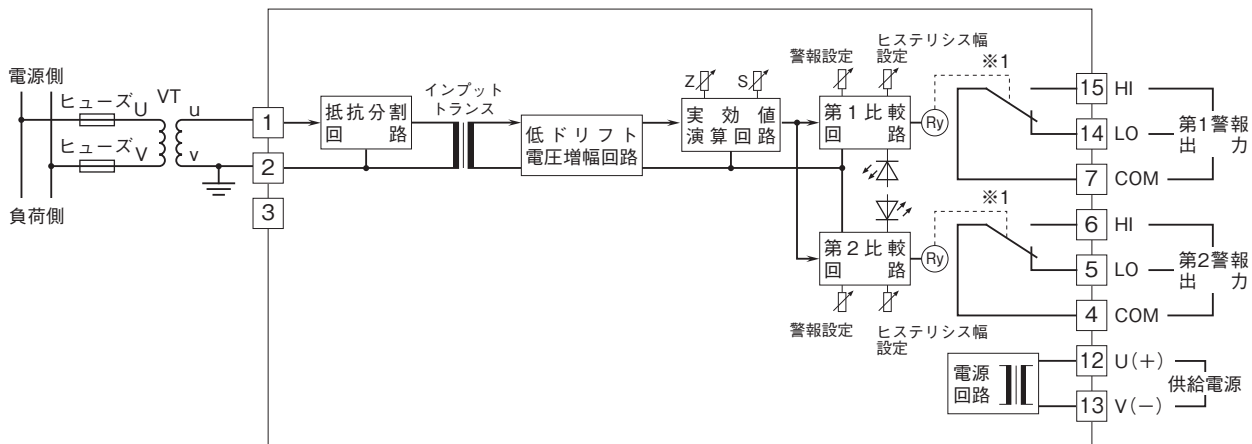 電源側
ヒューズ
U
VT
u
ヒューズ
V
v
負荷側
1
2
3
抵抗分割
回路
インプット
トランス
低ドリフト
電圧増幅回路
Z
S
実効値
演算回路
警報設定
ヒステリシス幅
設定
第1比較
回路
Ry
※1
第2比較
回路
Ry
※1
警報設定
ヒステリシス幅
設定
15 HI
14 LO
7 COM
第1警報
出力
6 HI
5 LO
4 COM
第2警報
出力
電源
回路
12 U(+)
13 V(−)
供給電源